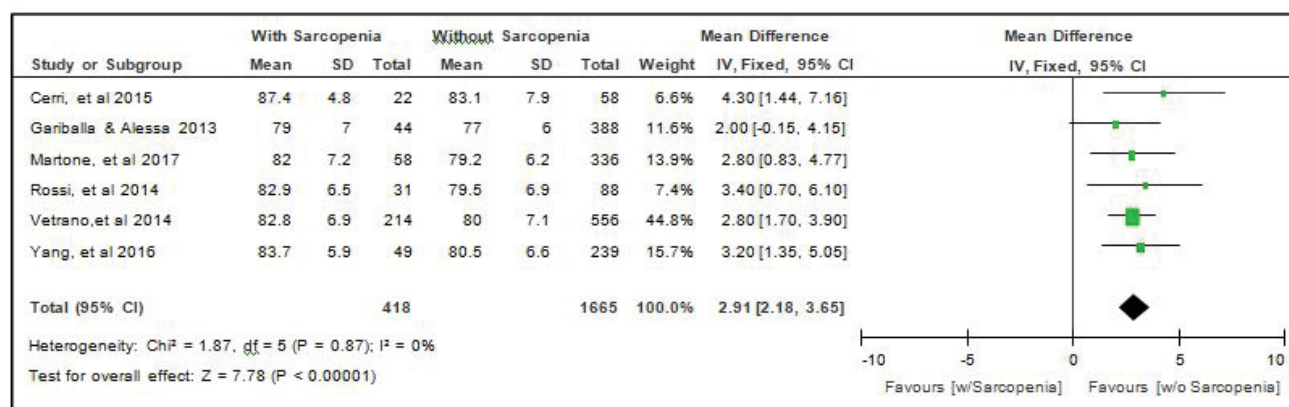 With Sarcopenia Without Sarcopenia Mean Difference Mean Difference
Study or Subgroup Mean SD Total Mean SD Total Weight IV, Fixed, 95% CI IV, Fixed, 95% CI
Cerri, et al 2015 87.4 4.8 22 83.1 7.9 58 6.6% 4.30 [1.44, 7.16]
Gariballa & Alessa 2013 79 7 44 77 6 388 11.6% 2.00 [-0.15, 4.15]
Martone, et al 2017 82 7.2 58 79.2 6.2 336 13.9% 2.80 [0.83, 4.77]
Rossi, et al 2014 82.9 6.5 31 79.5 6.9 88 7.4% 3.40 [0.70, 6.10]
Vetrano,et al 2014 82.8 6.9 214 80 7.1 556 44.8% 2.80 [1.70, 3.90]
Yang, et al 2016 83.7 5.9 49 80.5 6.6 239 15.7% 3.20 [1.35, 5.05]
Total (95% CI) 418 1665 100.0% 2.91 [2.18, 3.65]
Heterogeneity: Chi² = 1.87, df = 5 (P = 0.87); I² = 0%
Test for overall effect: Z = 7.78 (P < 0.00001)
-10 -5 0 5 10
Favours [w/Sarcopenia] Favours [w/o Sarcopenia]